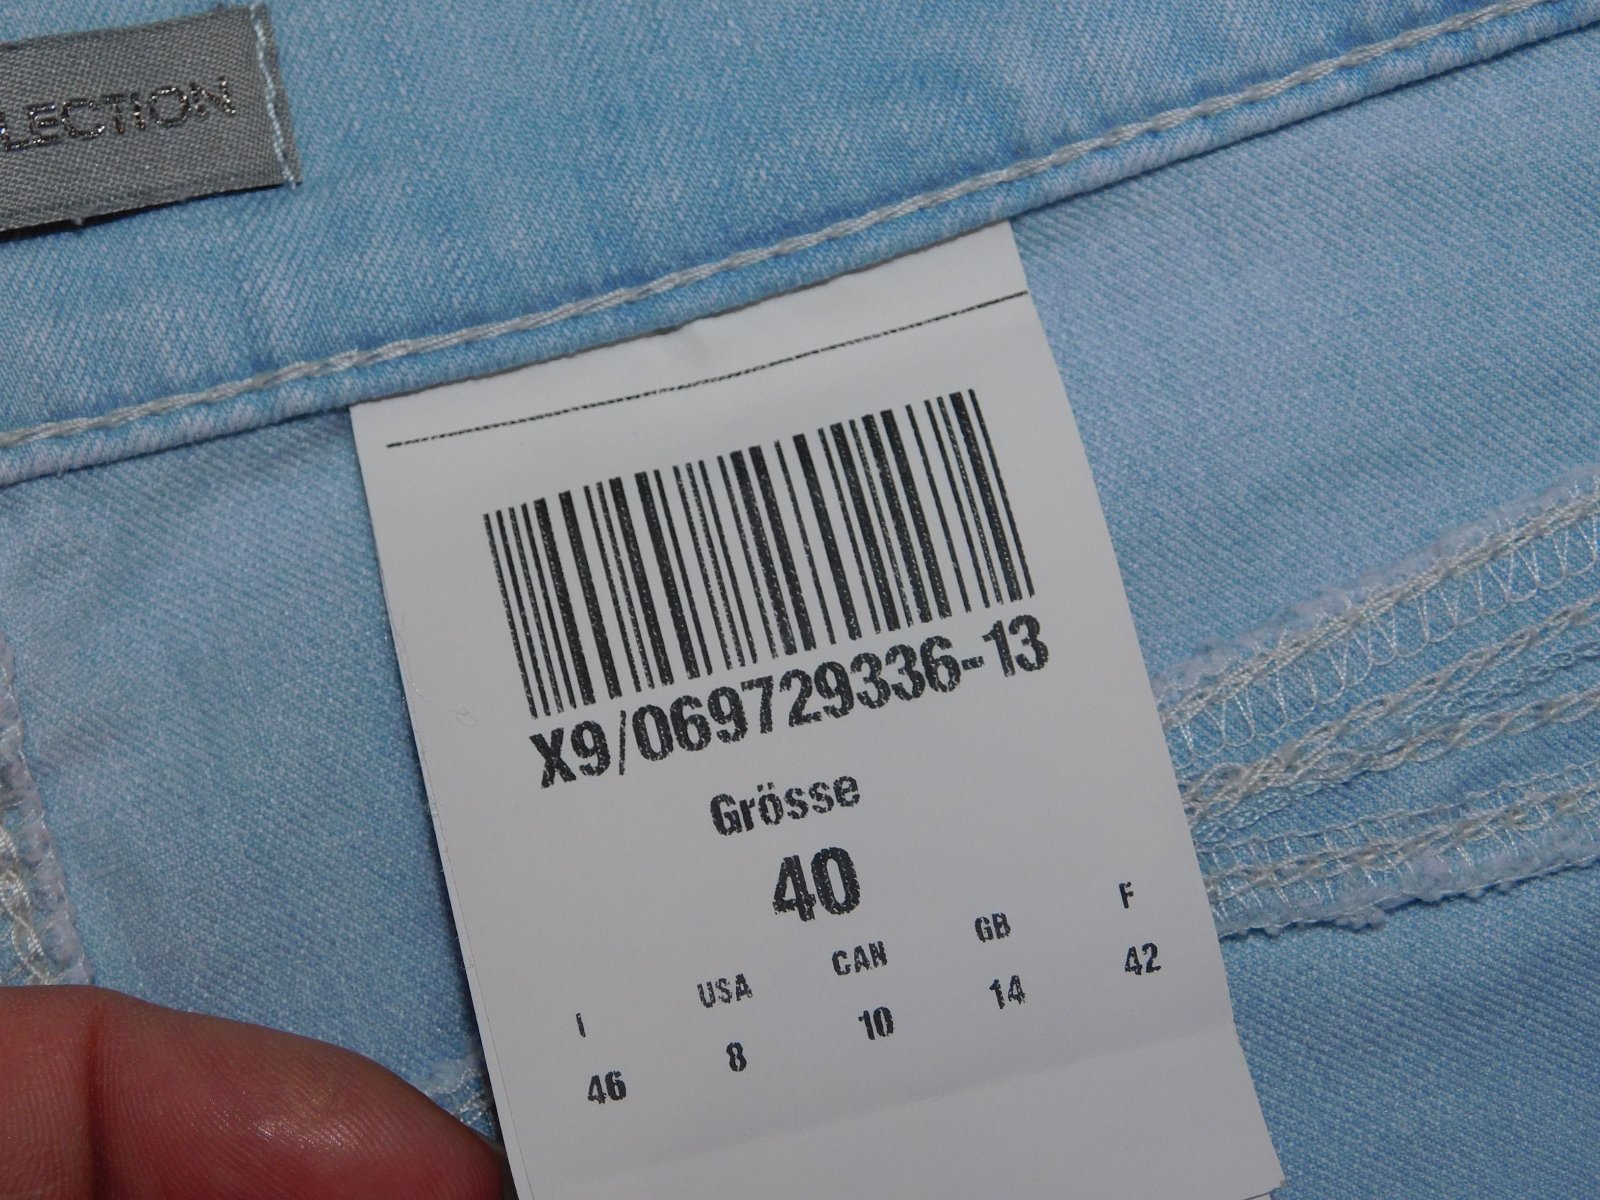 LECTION
X9/069729336-13
Grösse
40
I USA CAN GB F
46 8 10 14 42